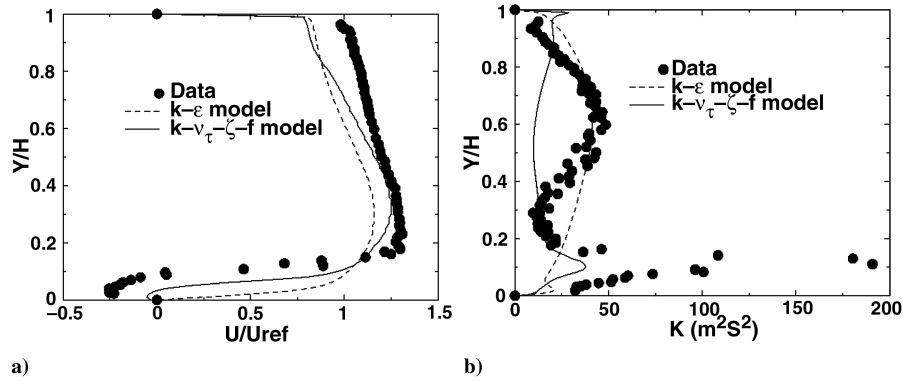 1
0.8
0.6
0.4
0.2
0
Y/H
Data
k–ε model
k–ντ–ζ–f model
−0.5
0
0.5
1
1.5
U/Uref
a)
1
0.8
0.6
0.4
0.2
0
Y/H
Data
k–ε model
k–ντ–ζ–f model
0
50
100
150
200
K (m²S²)
b)